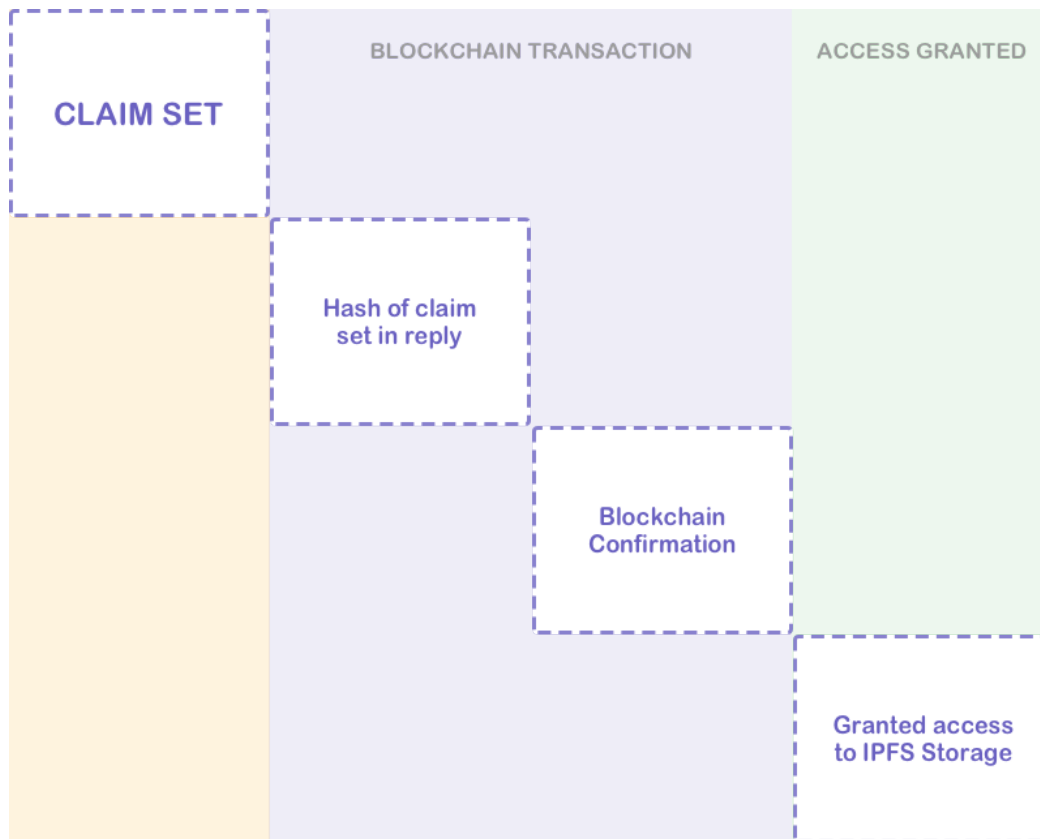 BLOCKCHAIN TRANSACTION
ACCESS GRANTED
CLAIM SET
Hash of claim
set in reply
Blockchain
Confirmation
Granted access
to IPFS Storage